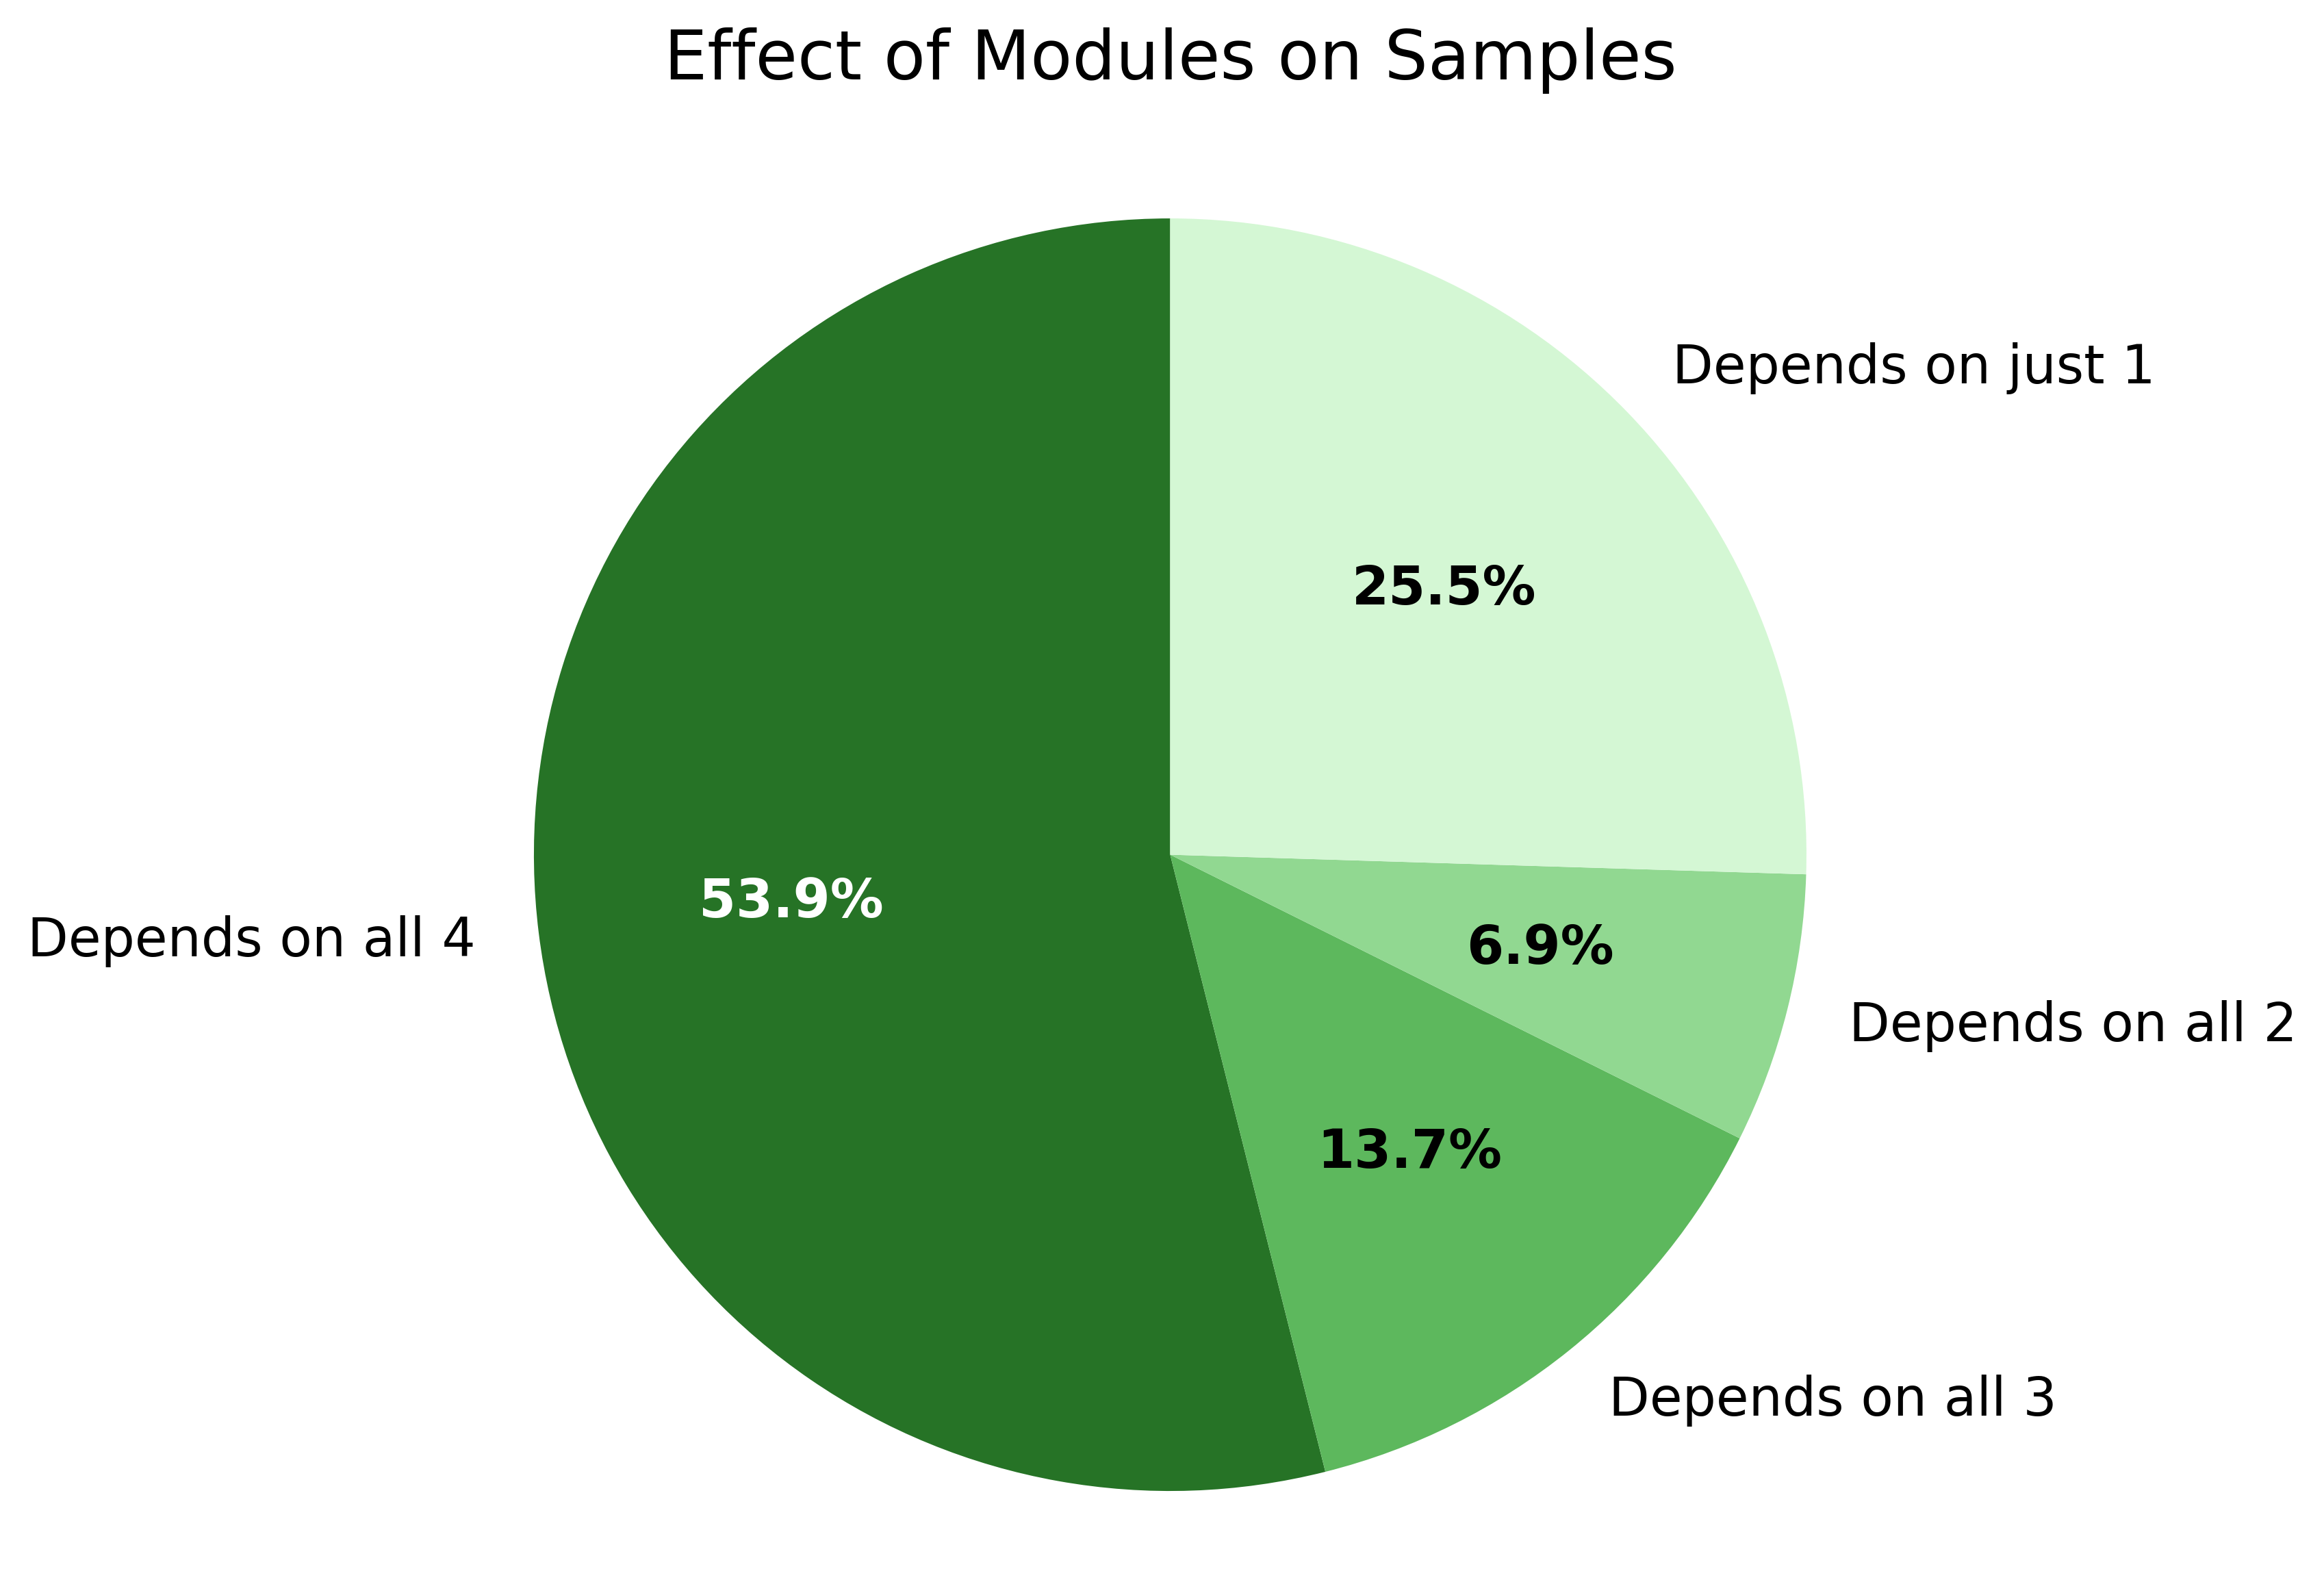 Effect of Modules on Samples
Depends on just 1
25.5%
53.9%
Depends on all 4
6.9%
Depends on all 2
13.7%
Depends on all 3